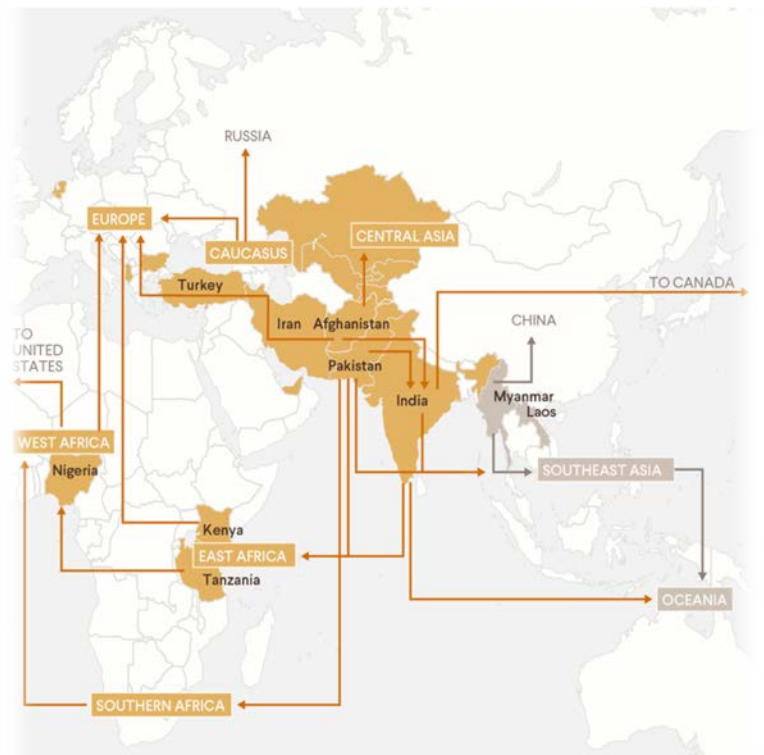 RUSSIA
EUROPE
CAUCASUS
CENTRAL ASIA
Turkey
TO CANADA
Iran
Afghanistan
CHINA
TO
UNITED
STATES
Pakistan
India
Myanmar
Laos
WEST AFRICA
Nigeria
SOUTHEAST ASIA
Kenya
EAST AFRICA
Tanzania
OCEANIA
SOUTHERN AFRICA